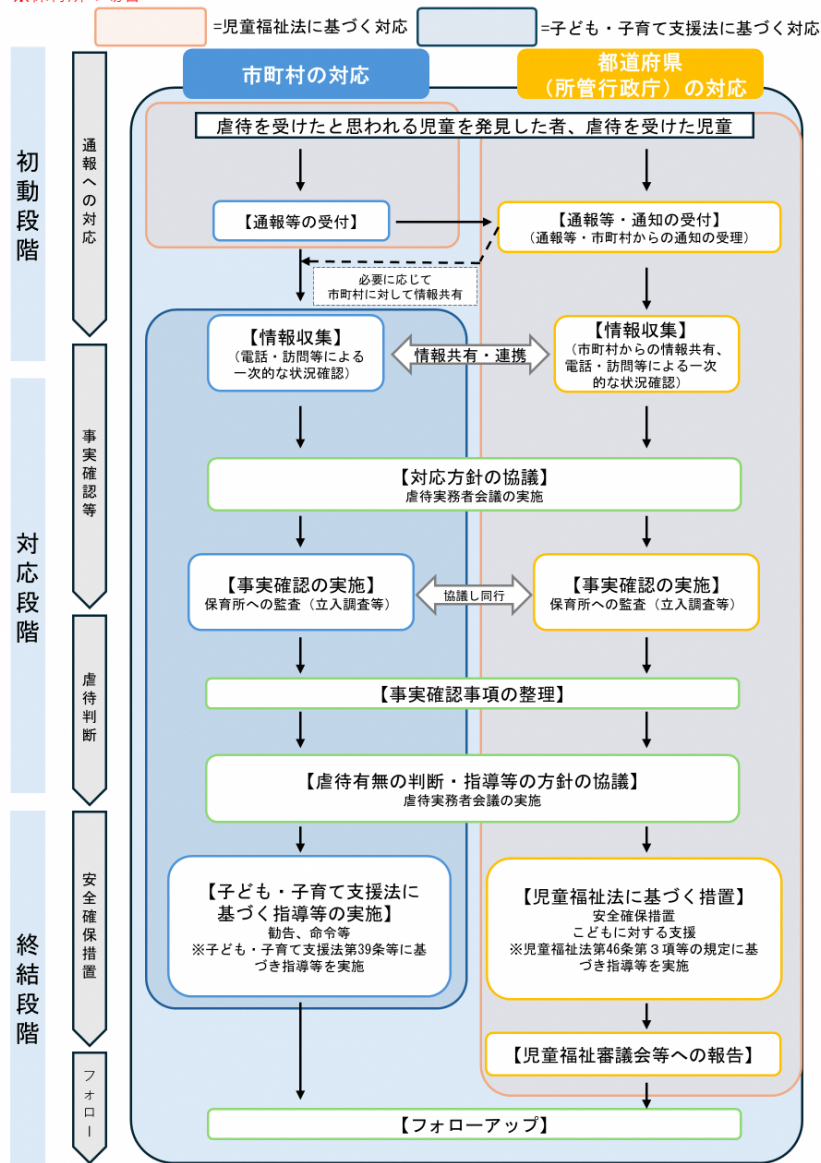 =児童福祉法に基づく対応
=子ども・子育て支援法に基づく対応
市町村の対応
都道府県
（所管行政庁）の対応
初動段階
対応段階
終結段階
通報への対応
事実確認等
虐待判断
安全確保措置
フォロー
虐待を受けたと思われる児童を発見した者、虐待を受けた児童
【通報等の受付】
【通報等・通知の受付】
（通報等・市町村からの通知の受理）
必要に応じて
市町村に対して情報共有
【情報収集】
（電話・訪問等による
一次的な状況確認）
情報共有・連携
【情報収集】
（市町村からの情報共有、
電話・訪問等による一次
的な状況確認）
【対応方針の協議】
虐待実務者会議の実施
【事実確認の実施】
保育所への監査（立入調査等）
協議し同行
【事実確認の実施】
保育所への監査（立入調査等）
【事実確認事項の整理】
【虐待有無の判断・指導等の方針の協議】
虐待実務者会議の実施
【子ども・子育て支援法に
基づく指導等の実施】
勧告、命令等
※子ども・子育て支援法第39条等に基
づき指導等を実施
【児童福祉法に基づく措置】
安全確保措置
こどもに対する支援
※児童福祉法第46条第３項等の規定に基
づき指導等を実施
【児童福祉審議会等への報告】
【フォローアップ】